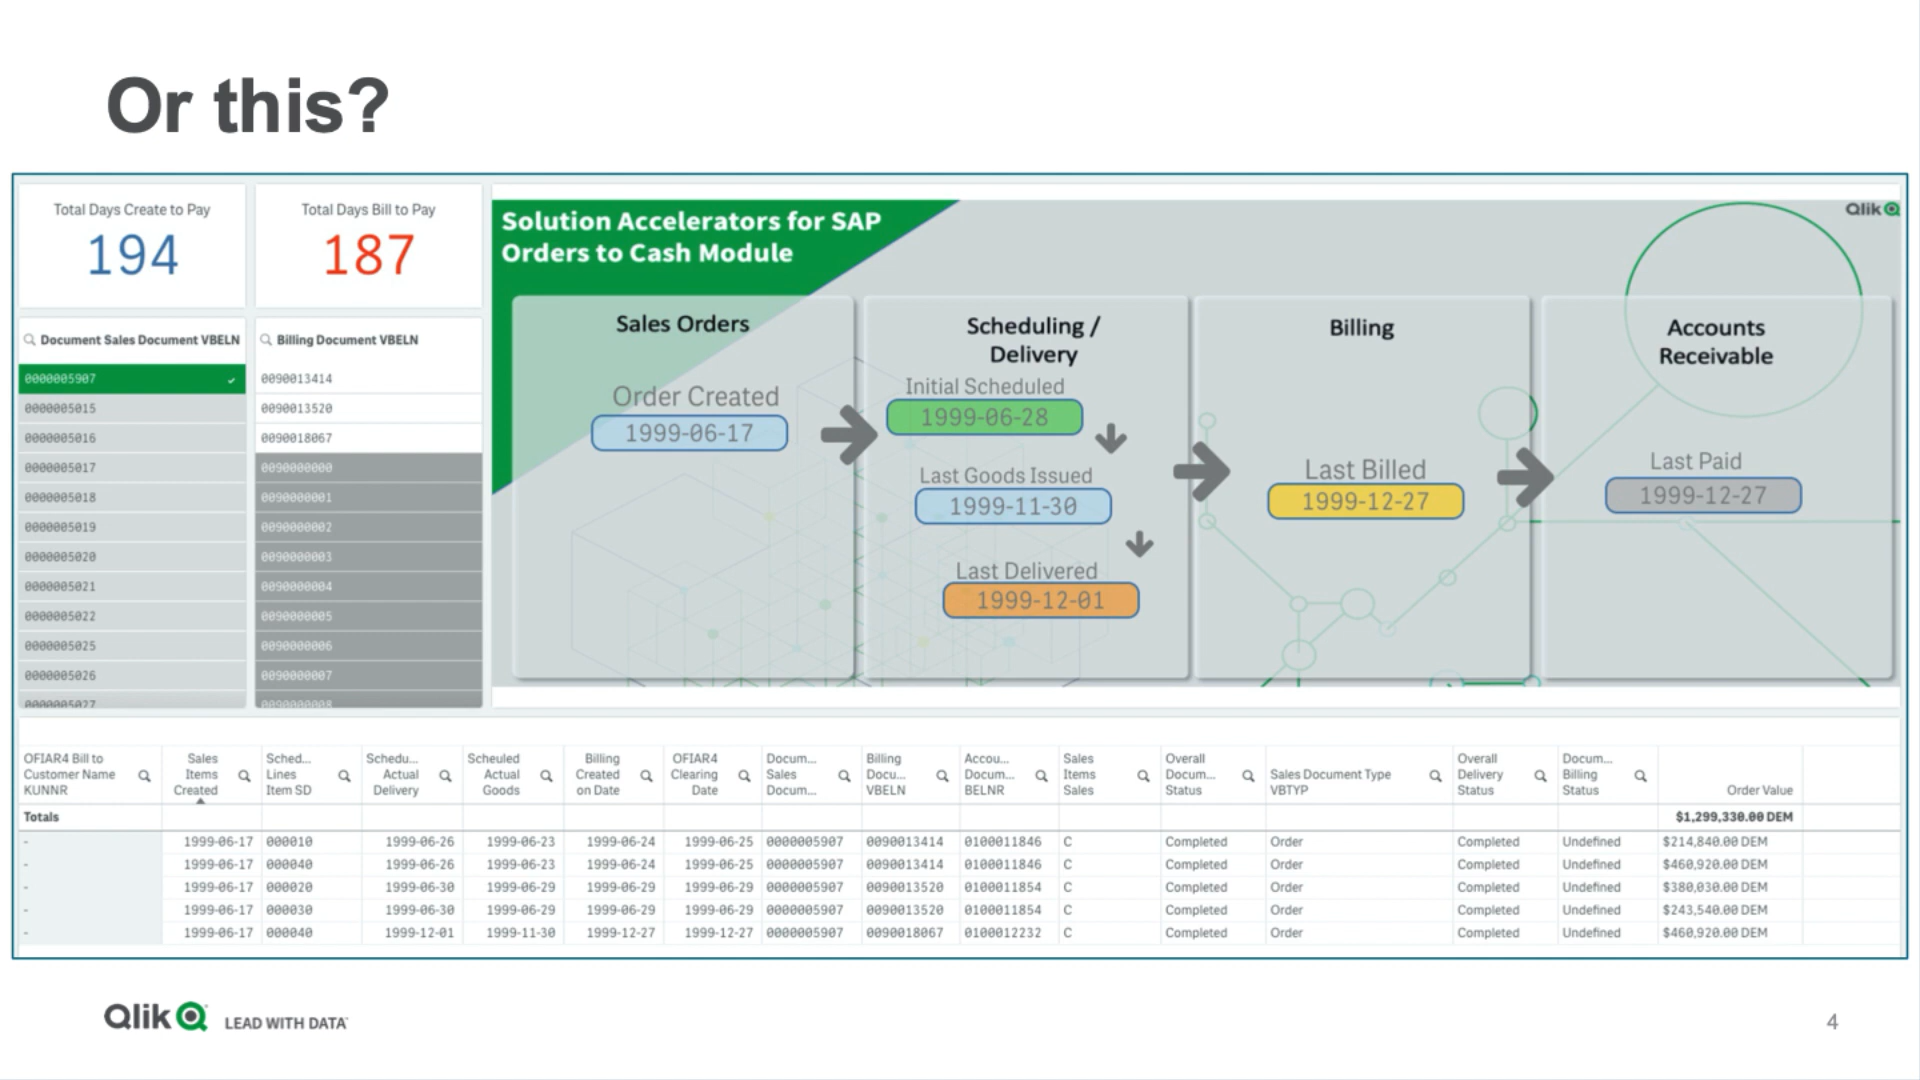 Or this?
Total Days Create to Pay
194
Total Days Bill to Pay
187
Document Sales Document VBELN
0000005907
0000005015
0000005016
0000005017
0000005018
0000005019
0000005020
0000005021
0000005022
0000005025
0000005026
0000005027
Billing Document VBELN
0090013414
0090013520
0090018067
0090000000
0090000001
0090000002
0090000003
0090000004
0090000005
0090000006
0090000007
0090000008
Solution Accelerators for SAP
Orders to Cash Module
Qlik
Sales Orders
Order Created
1999-06-17
Scheduling /
Delivery
Initial Scheduled
1999-06-28
Last Goods Issued
1999-11-30
Last Delivered
1999-12-01
Billing
Last Billed
1999-12-27
Accounts
Receivable
Last Paid
1999-12-27
OFIAR4 Bill to
Customer Name
KUNNR
Sales
Items
Created
Sched...
Lines
Item SD
Schedu...
Actual
Delivery
Scheuled
Actual
Goods
Billing
Created
on Date
OFIAR4
Clearing
Date
Docum...
Sales
Docum...
Billing
Docu...
VBELN
Accou...
Docum...
BELNR
Sales
Items
Sales
Overall
Docum...
Status
Sales Document Type
VBTYP
Overall
Delivery
Status
Docum...
Billing
Status
Order Value
Totals $1,299,330.00 DEM
- 1999-06-17 000010 1999-06-26 1999-06-23 1999-06-24 1999-06-25 0000005907 0090013414 0100011846 C Completed Order Completed Undefined $214,840.00 DEM
- 1999-06-17 000040 1999-06-26 1999-06-23 1999-06-24 1999-06-25 0000005907 0090013414 0100011846 C Completed Order Completed Undefined $460,920.00 DEM
- 1999-06-17 000020 1999-06-30 1999-06-29 1999-06-29 1999-06-29 0000005907 0090013520 0100011854 C Completed Order Completed Undefined $380,030.00 DEM
- 1999-06-17 000030 1999-06-30 1999-06-29 1999-06-29 1999-06-29 0000005907 0090013520 0100011854 C Completed Order Completed Undefined $243,540.00 DEM
- 1999-06-17 000040 1999-12-01 1999-11-30 1999-12-27 1999-12-27 0000005907 0090018067 0100012232 C Completed Order Completed Undefined $460,920.00 DEM
Qlik LEAD WITH DATA
4